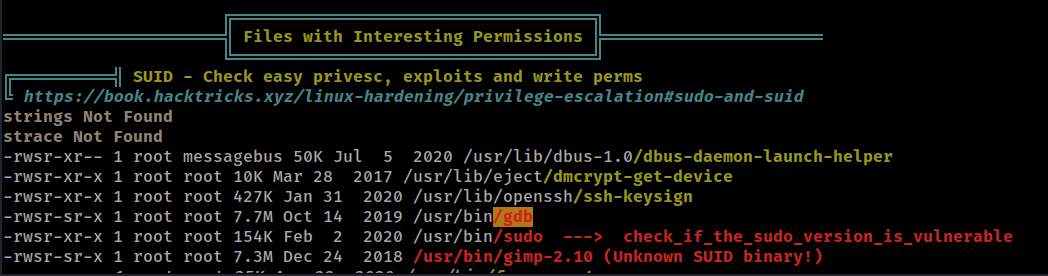 Files with Interesting Permissions
SUID - Check easy privesc, exploits and write perms
https://book.hacktricks.xyz/linux-hardening/privilege-escalation#sudo-and-suid
strings Not Found
strace Not Found
-rwsr-xr-- 1 root messagebus 50K Jul  5  2020 /usr/lib/dbus-1.0/dbus-daemon-launch-helper
-rwsr-xr-x 1 root root 10K Mar 28  2017 /usr/lib/eject/dmcrypt-get-device
-rwsr-xr-x 1 root root 427K Jan 31  2020 /usr/lib/openssh/ssh-keysign
-rwsr-xr-x 1 root root 7.7M Oct 14  2019 /usr/bin/gdb
-rwsr-xr-x 1 root root 154K Feb  2  2020 /usr/bin/sudo  --->  check_if_the_sudo_version_is_vulnerable
-rwsr-sr-x 1 root root 7.3M Dec 24  2018 /usr/bin/gimp-2.10 (Unknown SUID binary!)